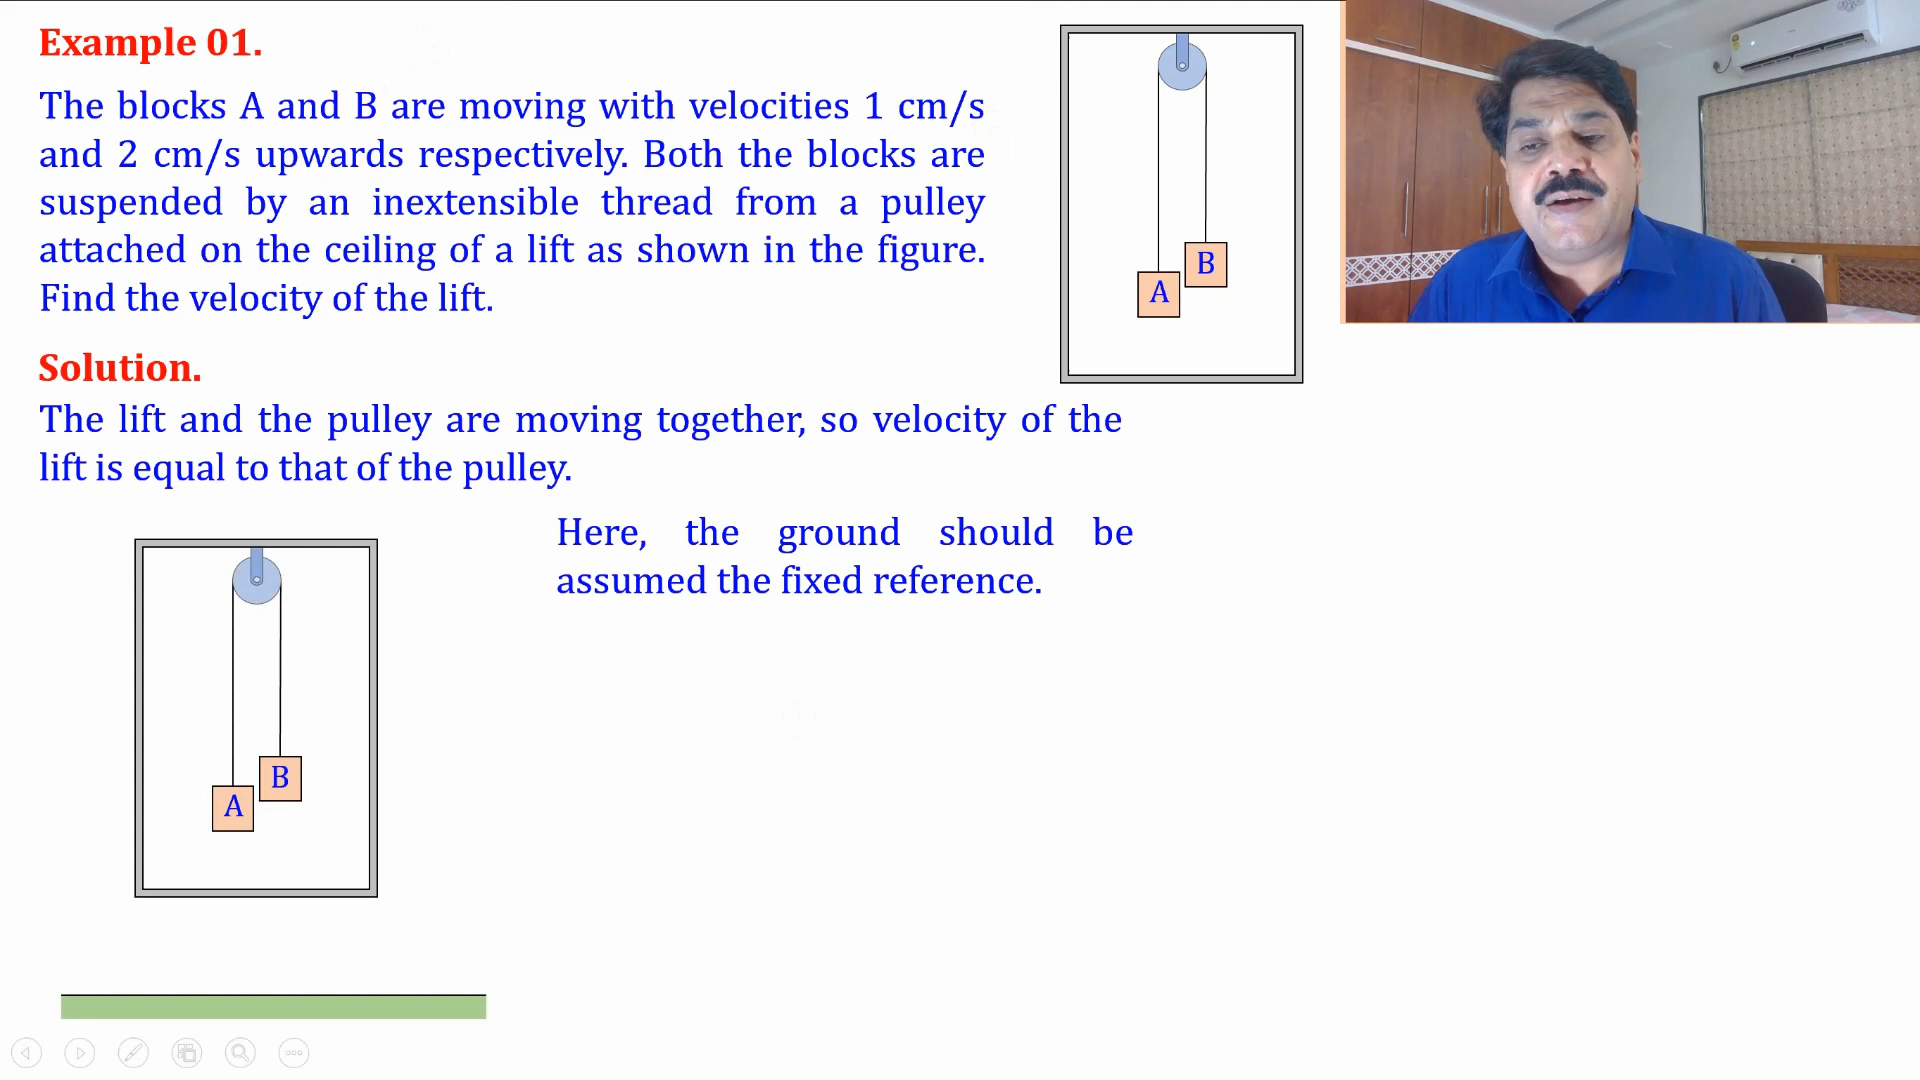 Example 01.
The blocks A and B are moving with velocities 1 cm/s
and 2 cm/s upwards respectively. Both the blocks are
suspended by an inextensible thread from a pulley
attached on the ceiling of a lift as shown in the figure.
Find the velocity of the lift.
B
A
Solution.
The lift and the pulley are moving together, so velocity of the
lift is equal to that of the pulley.
Here, the ground should be
assumed the fixed reference.
B
A